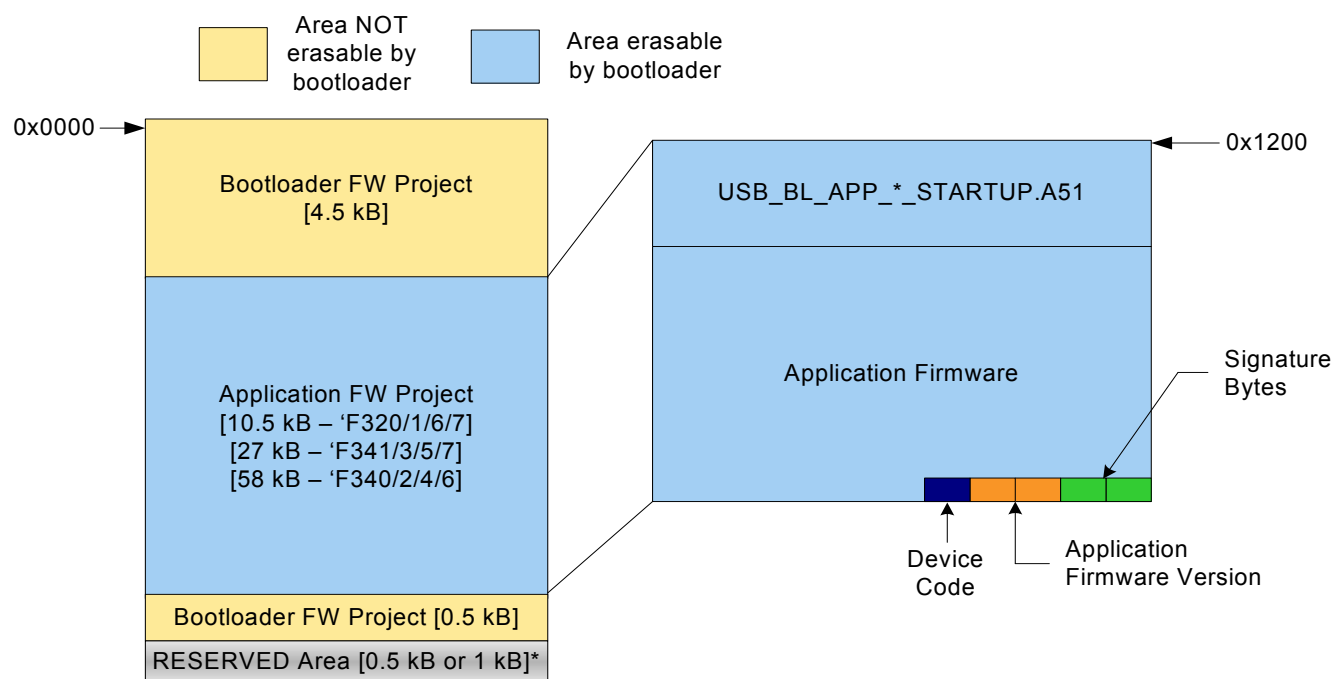 Area NOT
erasable by
bootloader
Area erasable
by bootloader
0x0000
Bootloader FW Project
[4.5 kB]
Application FW Project
[10.5 kB – ‘F320/1/6/7]
[27 kB – ‘F341/3/5/7]
[58 kB – ‘F340/2/4/6]
Bootloader FW Project [0.5 kB]
RESERVED Area [0.5 kB or 1 kB]*
0x1200
USB_BL_APP_*_STARTUP.A51
Application Firmware
Signature
Bytes
Device
Code
Application
Firmware Version